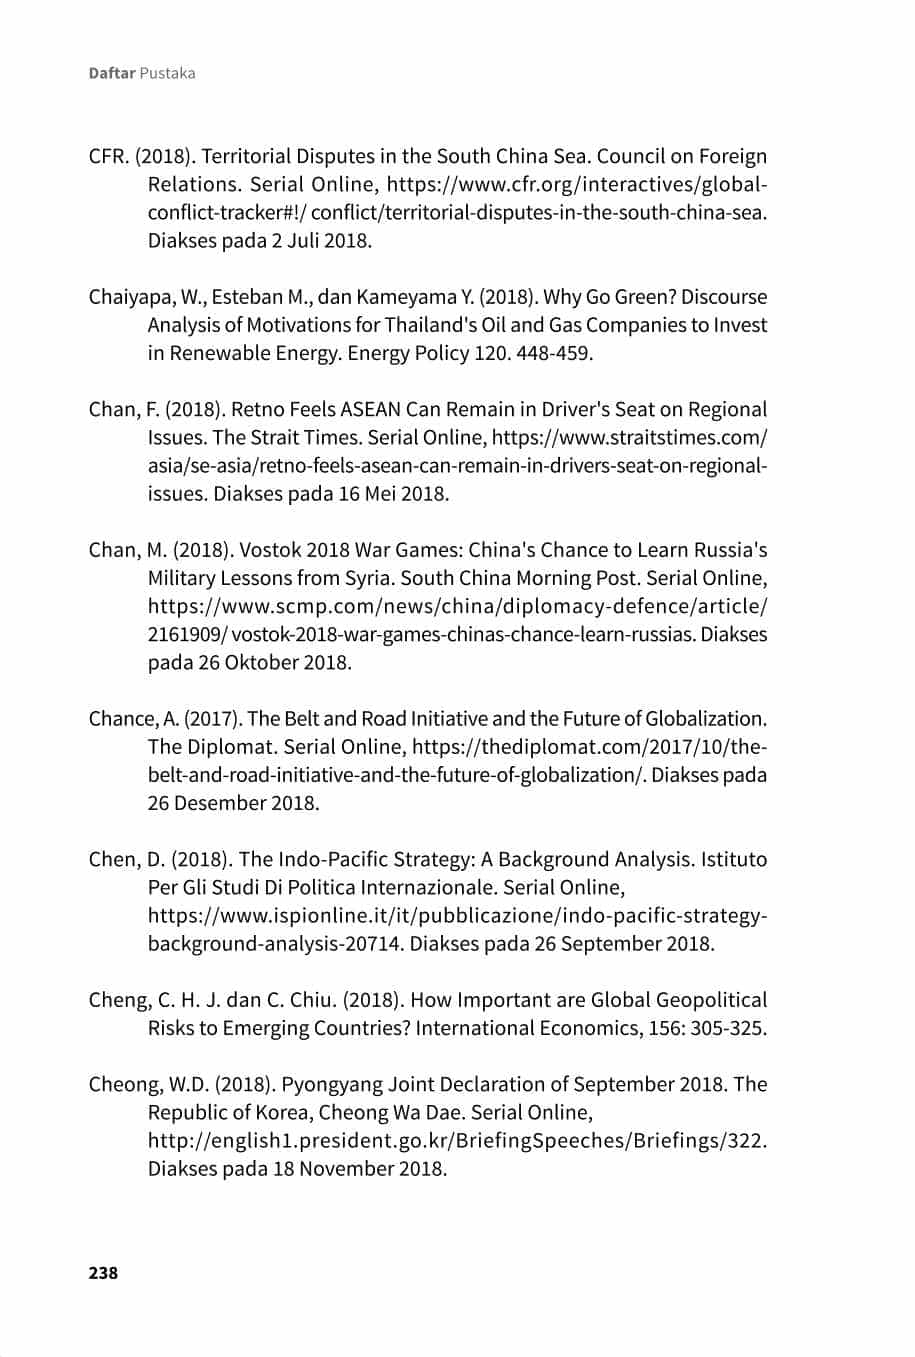 Daftar Pustaka
CFR. (2018). Territorial Disputes in the South China Sea. Council on Foreign
Relations. Serial Online, https://www.cfr.org/interactives/global-
conflict-tracker#!/ conflict/territorial-disputes-in-the-south-china-sea.
Diakses pada 2 Juli 2018.
Chaiyapa, W., Esteban M., dan Kameyama Y. (2018). Why Go Green? Discourse
Analysis of Motivations for Thailand's Oil and Gas Companies to Invest
in Renewable Energy. Energy Policy 120. 448-459.
Chan, F. (2018). Retno Feels ASEAN Can Remain in Driver's Seat on Regional
Issues. The Strait Times. Serial Online, https://www.straitstimes.com/
asia/se-asia/retno-feels-asean-can-remain-in-drivers-seat-on-regional-
issues. Diakses pada 16 Mei 2018.
Chan, M. (2018). Vostok 2018 War Games: China's Chance to Learn Russia's
Military Lessons from Syria. South China Morning Post. Serial Online,
https://www.scmp.com/news/china/diplomacy-defence/article/
2161909/ vostok-2018-war-games-chinas-chance-learn-russias. Diakses
pada 26 Oktober 2018.
Chance, A. (2017). The Belt and Road Initiative and the Future of Globalization.
The Diplomat. Serial Online, https://thediplomat.com/2017/10/the-
belt-and-road-initiative-and-the-future-of-globalization/. Diakses pada
26 Desember 2018.
Chen, D. (2018). The Indo-Pacific Strategy: A Background Analysis. Istituto
Per Gli Studi Di Politica Internazionale. Serial Online,
https://www.ispionline.it/it/pubblicazione/indo-pacific-strategy-
background-analysis-20714. Diakses pada 26 September 2018.
Cheng, C. H. J. dan C. Chiu. (2018). How Important are Global Geopolitical
Risks to Emerging Countries? International Economics, 156: 305-325.
Cheong, W.D. (2018). Pyongyang Joint Declaration of September 2018. The
Republic of Korea, Cheong Wa Dae. Serial Online,
http://english1.president.go.kr/BriefingSpeeches/Briefings/322.
Diakses pada 18 November 2018.
238